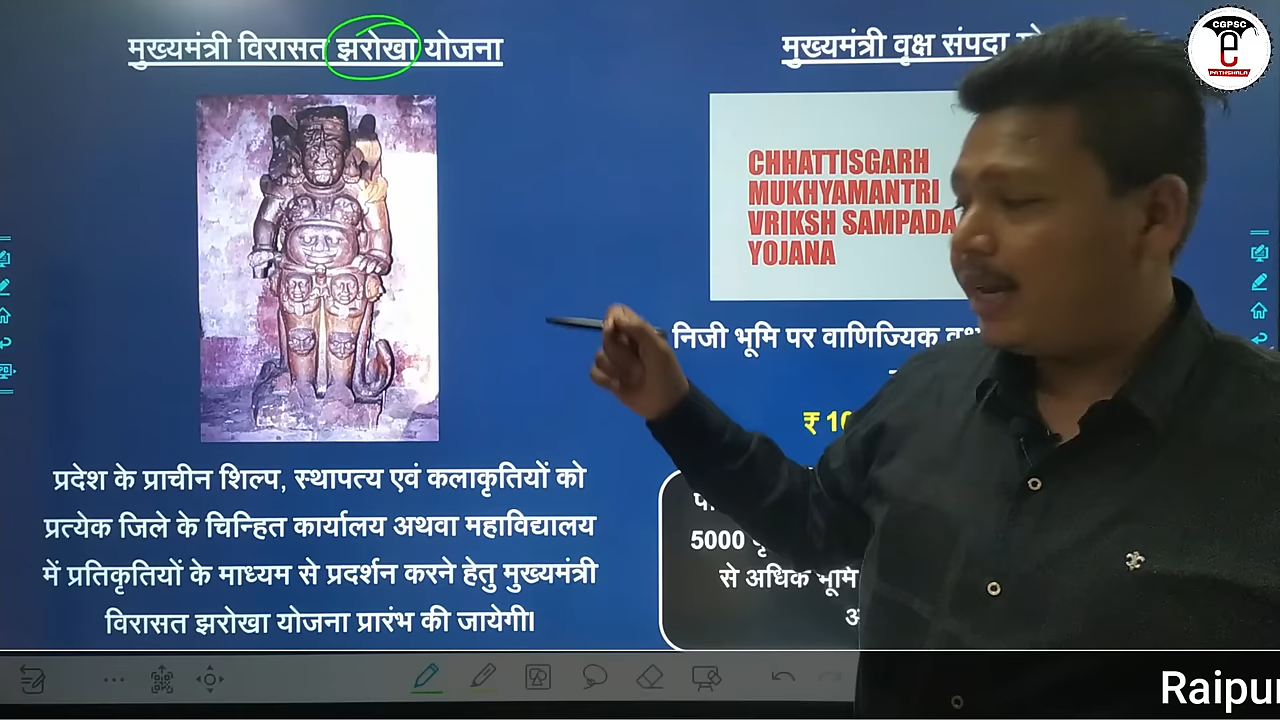 मुख्यमंत्री विरासत झरोखा योजना
प्रदेश के प्राचीन शिल्प, स्थापत्य एवं कलाकृतियों को
प्रत्येक जिले के चिन्हित कार्यालय अथवा महाविद्यालय
में प्रतिकृतियों के माध्यम से प्रदर्शन करने हेतु मुख्यमंत्री
विरासत झरोखा योजना प्रारंभ की जायेगी।
मुख्यमंत्री वृक्ष संपदा
CHHATTISGARH
MUKHYAMANTRI
VRIKSH SAMPADA
YOJANA
निजी भूमि पर वाणिज्यिक
₹ 10
5000
से अधिक भूमि
CGPSC
e
PATHSHALA
Raipur